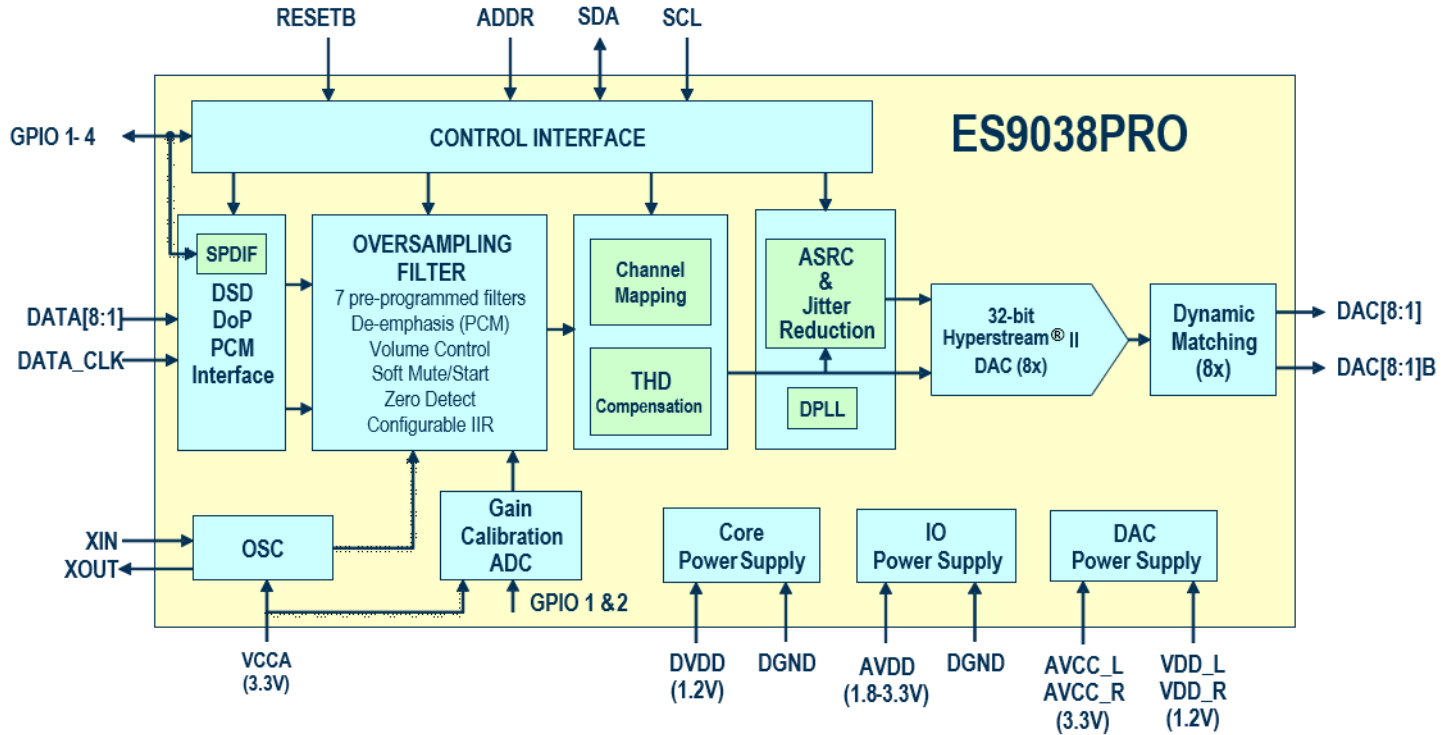 RESETB
ADDR
SDA
SCL
GPIO 1- 4
CONTROL INTERFACE
ES9038PRO
SPDIF
DSD
DoP
PCM
Interface
DATA[8:1]
DATA_CLK
OVERSAMPLING
FILTER
7 pre-programmed filters
De-emphasis (PCM)
Volume Control
Soft Mute/Start
Zero Detect
Configurable IIR
Channel
Mapping
THD
Compensation
ASRC
&
Jitter
Reduction
DPLL
32-bit
Hyperstream® II
DAC (8x)
Dynamic
Matching
(8x)
DAC[8:1]
DAC[8:1]B
XIN
XOUT
OSC
Gain
Calibration
ADC
GPIO 1 &2
VCCA
(3.3V)
Core
Power Supply
DVDD
(1.2V)
DGND
IO
Power Supply
AVDD
(1.8-3.3V)
DGND
DAC
Power Supply
AVCC_L
AVCC_R
(3.3V)
VDD_L
VDD_R
(1.2V)